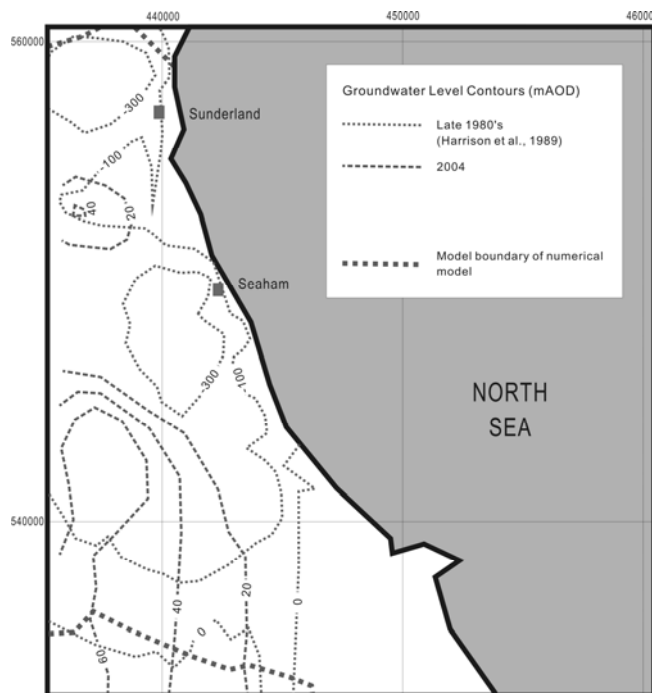 440000
450000
46000
560000
540000
Groundwater Level Contours (mAOD)
Late 1980's
(Harrison et al., 1989)
2004
Model boundary of numerical
model
300
Sunderland
100
40
20
Seaham
300
100
NORTH
SEA
40
20
0
0
60